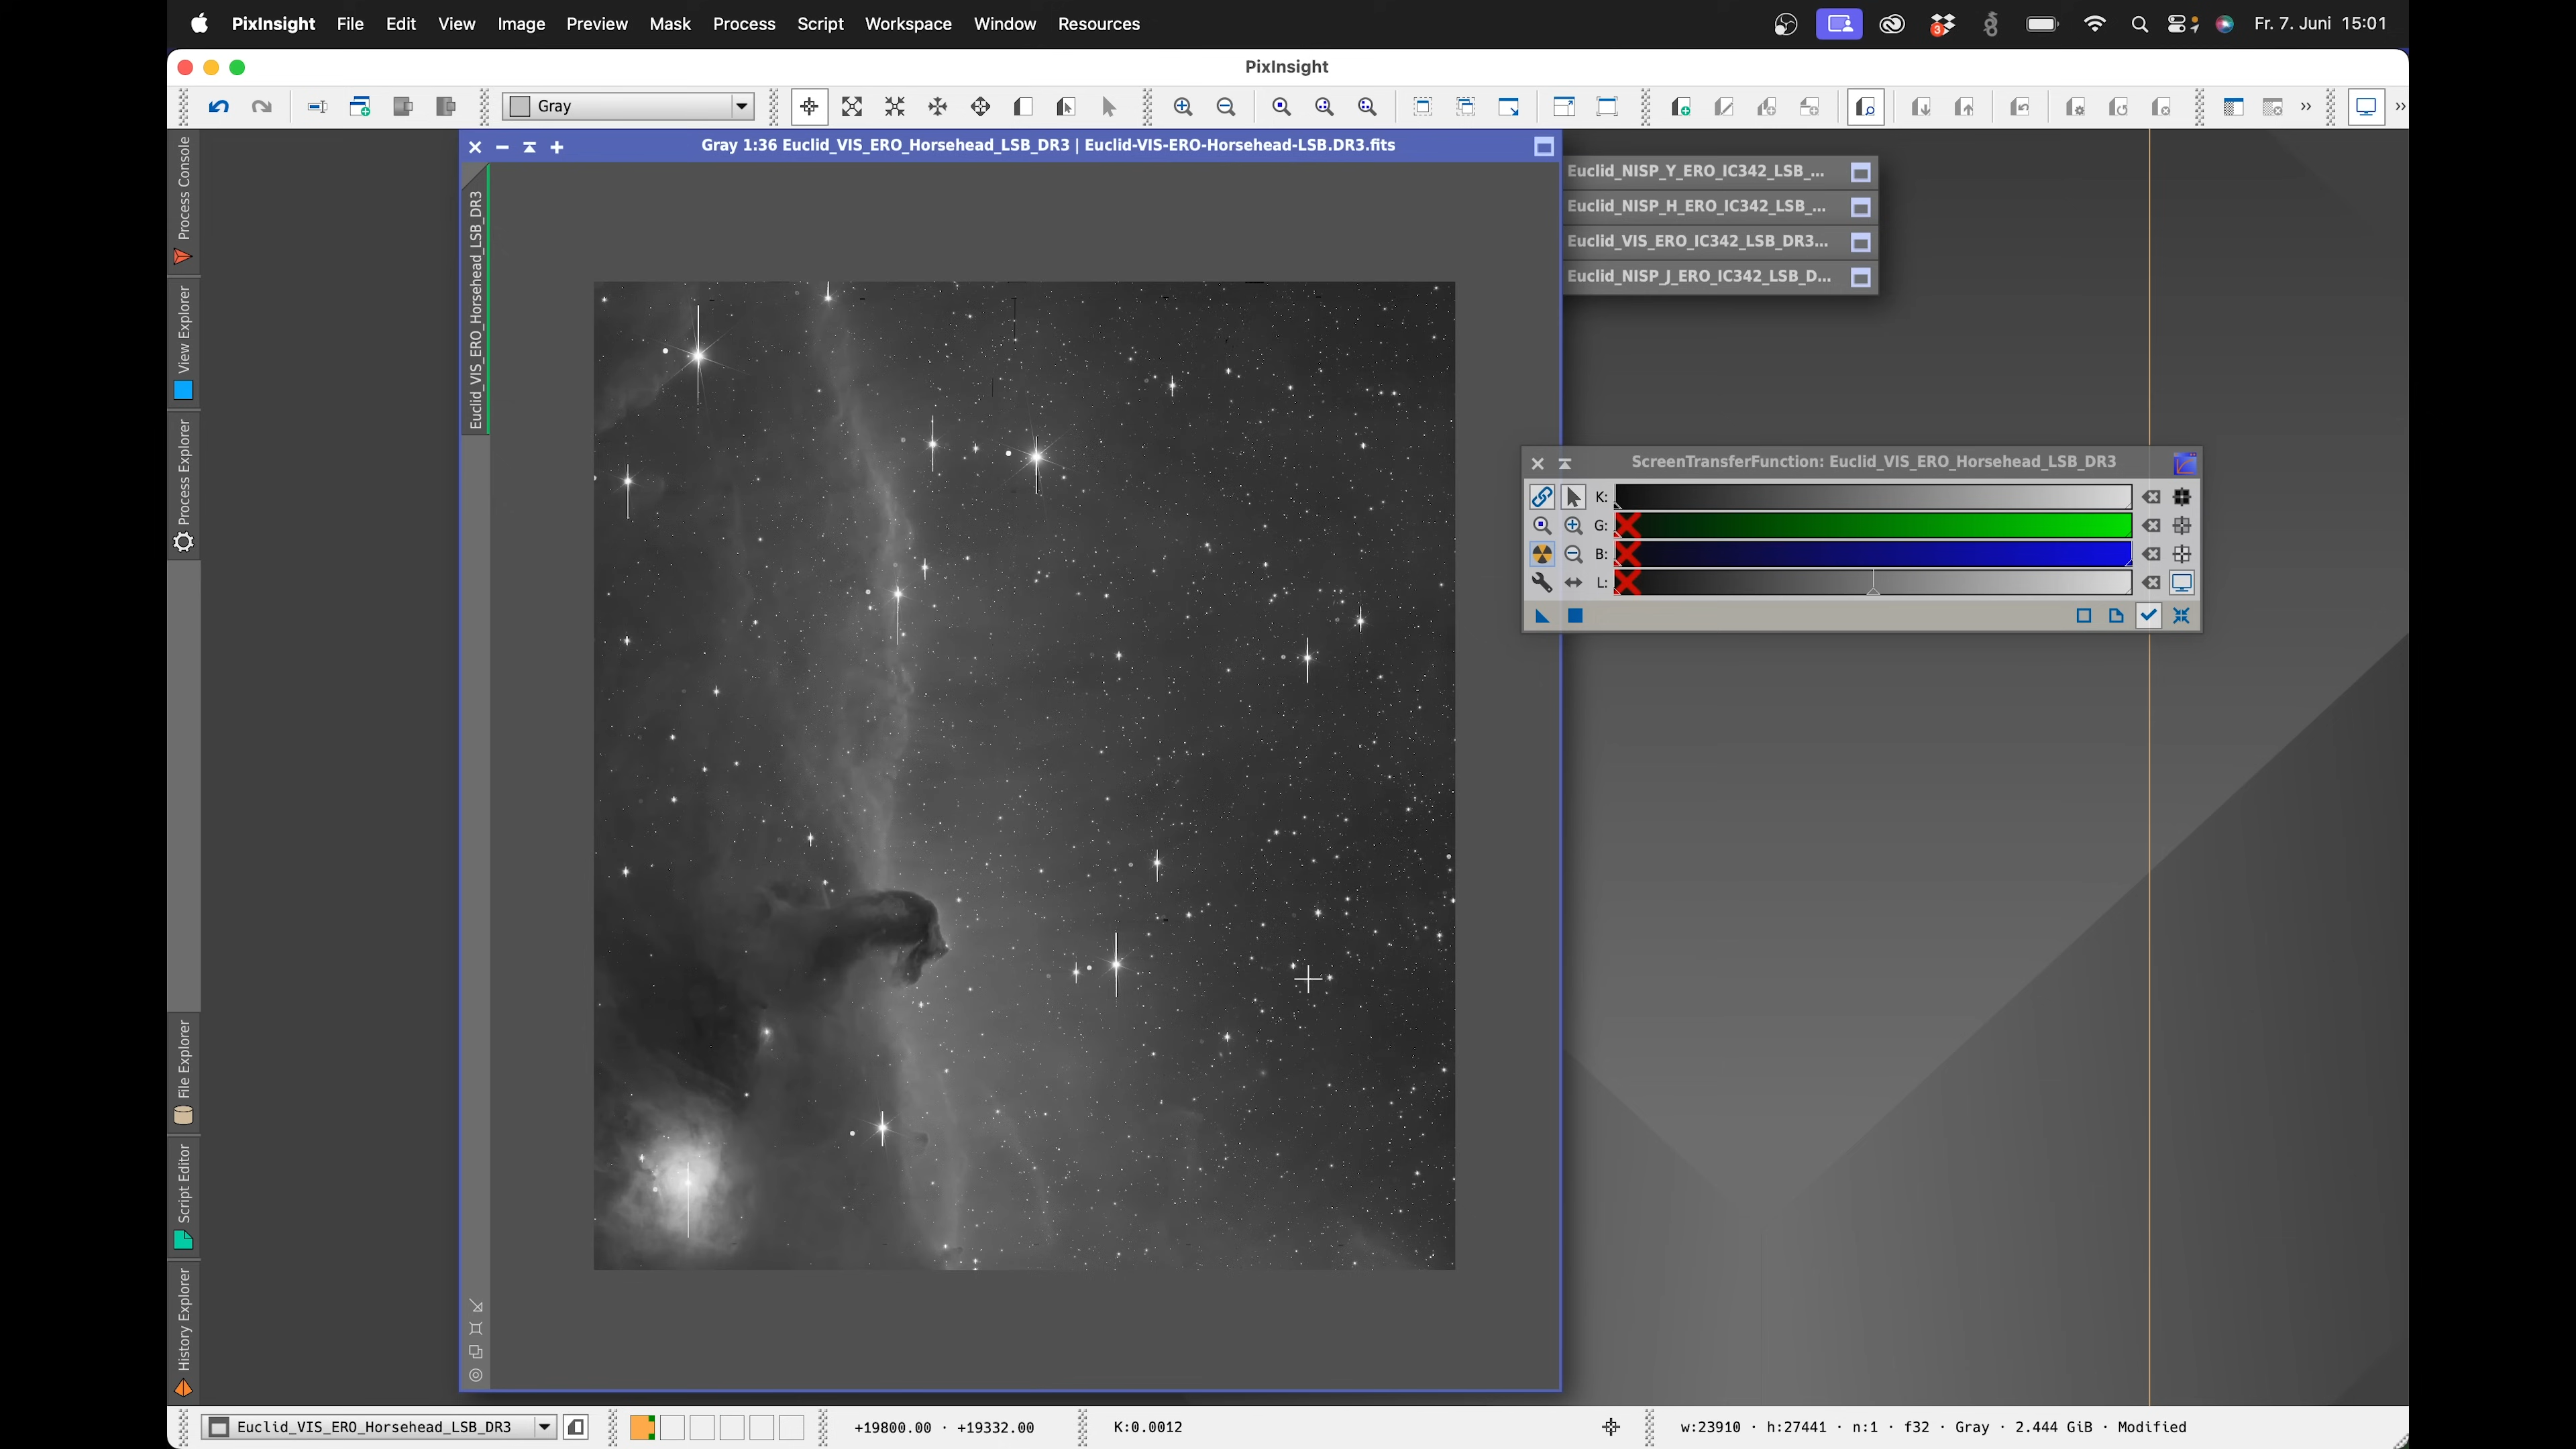 PixInsight File Edit View Image Preview Mask Process Script Workspace Window Resources
3
Fr. 7. Juni 15:01
PixInsight
Gray
Process Console
View Explorer
Process Explorer
File Explorer
Script Editor
History Explorer
Gray 1:36 Euclid_VIS_ERO_Horsehead_LSB_DR3 | Euclid-VIS-ERO-Horsehead-LSB.DR3.fits
Euclid_VIS_ERO_Horsehead_LSB_DR3
Euclid_NISP_Y_ERO_IC342_LSB_...
Euclid_NISP_H_ERO_IC342_LSB_...
Euclid_VIS_ERO_IC342_LSB_DR3...
Euclid_NISP_J_ERO_IC342_LSB_D...
ScreenTransferFunction: Euclid_VIS_ERO_Horsehead_LSB_DR3
K:
G:
B:
L:
Euclid_VIS_ERO_Horsehead_LSB_DR3
+19800.00 · +19332.00
K:0.0012
w:23910 · h:27441 · n:1 · f32 · Gray · 2.444 GiB · Modified